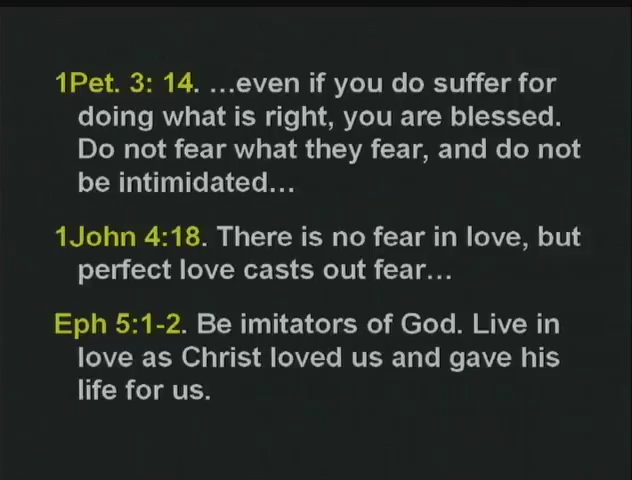 1Pet. 3: 14. …even if you do suffer for
doing what is right, you are blessed.
Do not fear what they fear, and do not
be intimidated…
1John 4:18. There is no fear in love, but
perfect love casts out fear…
Eph 5:1-2. Be imitators of God. Live in
love as Christ loved us and gave his
life for us.